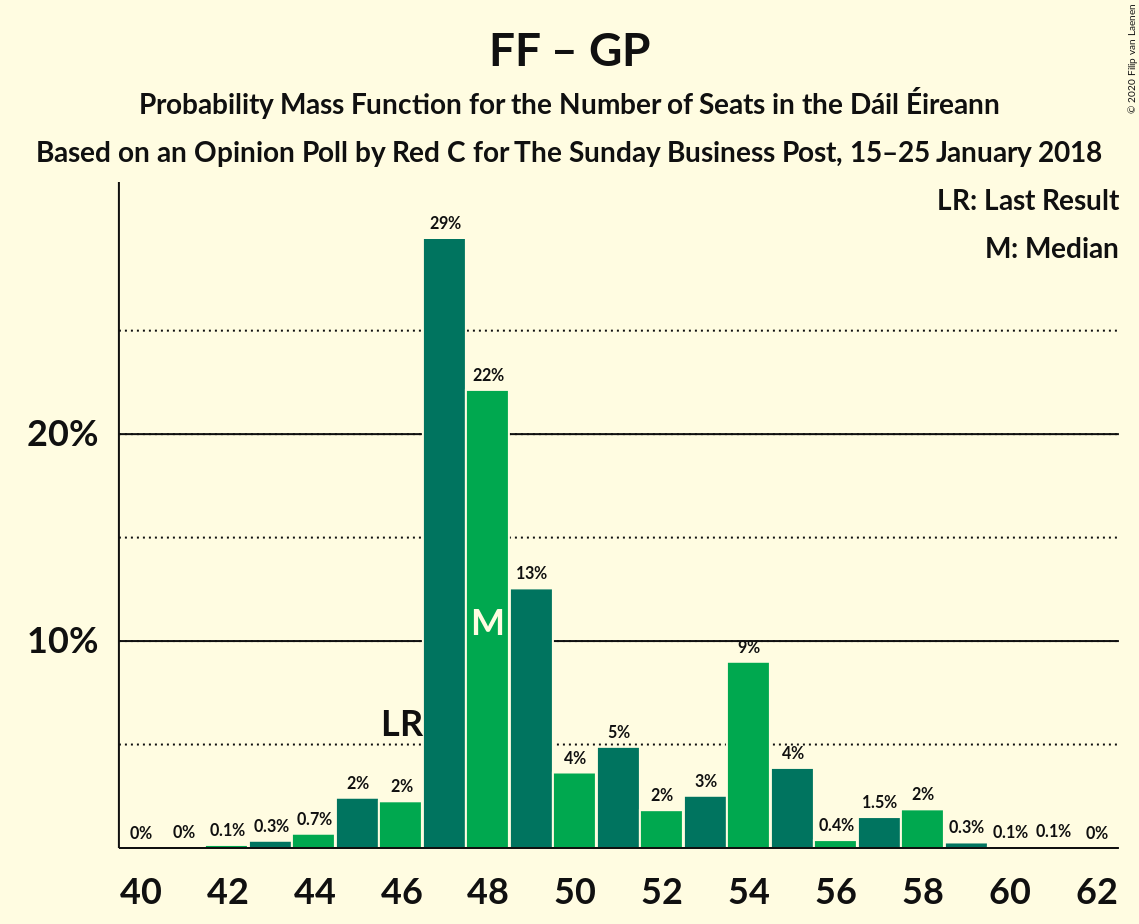 FF – GP
Probability Mass Function for the Number of Seats in the Dáil Éireann
Based on an Opinion Poll by Red C for The Sunday Business Post, 15–25 January 2018
© 2020 Filip van Laenen
LR: Last Result
M: Median
20%
10%
0%
0%
0.1%
0.3%
0.7%
2%
2%
29%
22%
13%
4%
5%
2%
3%
9%
4%
0.4%
1.5%
2%
0.3%
0.1%
0.1%
0%
LR
M
40 42 44 46 48 50 52 54 56 58 60 62